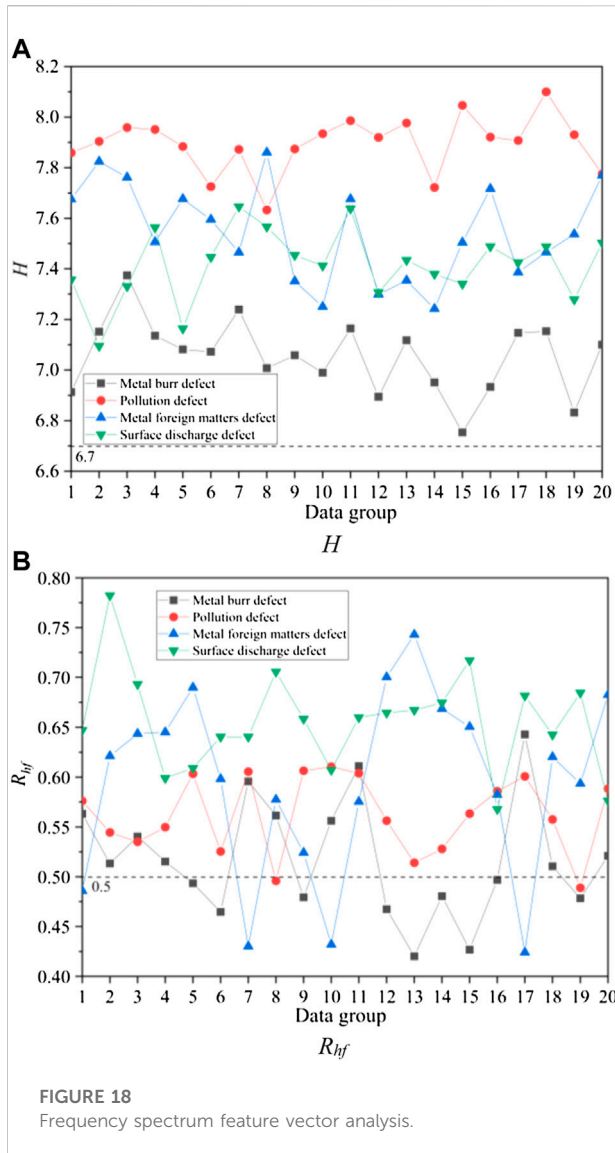 A
8.2
8.0
7.8
7.6
7.4
7.2
7.0
6.8
6.6
H
Metal burr defect
Pollution defect
Metal foreign matters defect
Surface discharge defect
6.7
1 2 3 4 5 6 7 8 9 10 11 12 13 14 15 16 17 18 19 20
Data group
H
B
0.80
0.75
0.70
0.65
0.60
0.55
0.50
0.45
0.40
Rhf
Metal burr defect
Pollution defect
Metal foreign matters defect
Surface discharge defect
0.5
1 2 3 4 5 6 7 8 9 10 11 12 13 14 15 16 17 18 19 20
Data group
Rhf
FIGURE 18
Frequency spectrum feature vector analysis.